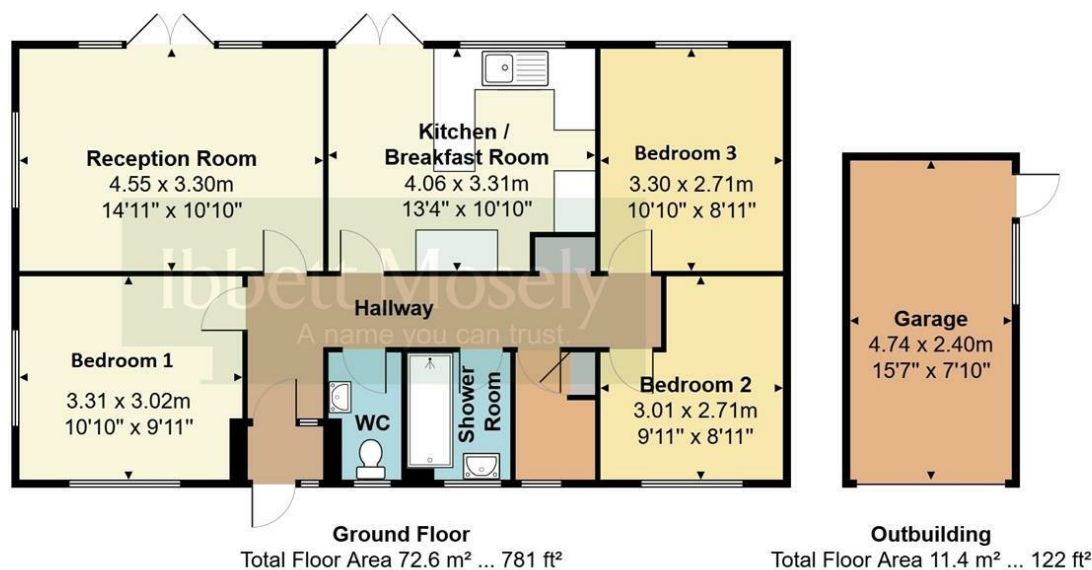 Reception Room
4.55 x 3.30m
14'11" x 10'10"
Kitchen /
Breakfast Room
4.06 x 3.31m
13'4" x 10'10"
Bedroom 3
3.30 x 2.71m
10'10" x 8'11"
Ibbett Mosely
A name you can trust.
Hallway
Bedroom 1
3.31 x 3.02m
10'10" x 9'11"
WC
Shower
Room
Bedroom 2
3.01 x 2.71m
9'11" x 8'11"
Garage
4.74 x 2.40m
15'7" x 7'10"
Ground Floor
Total Floor Area 72.6 m² ... 781 ft²
Outbuilding
Total Floor Area 11.4 m² ... 122 ft²